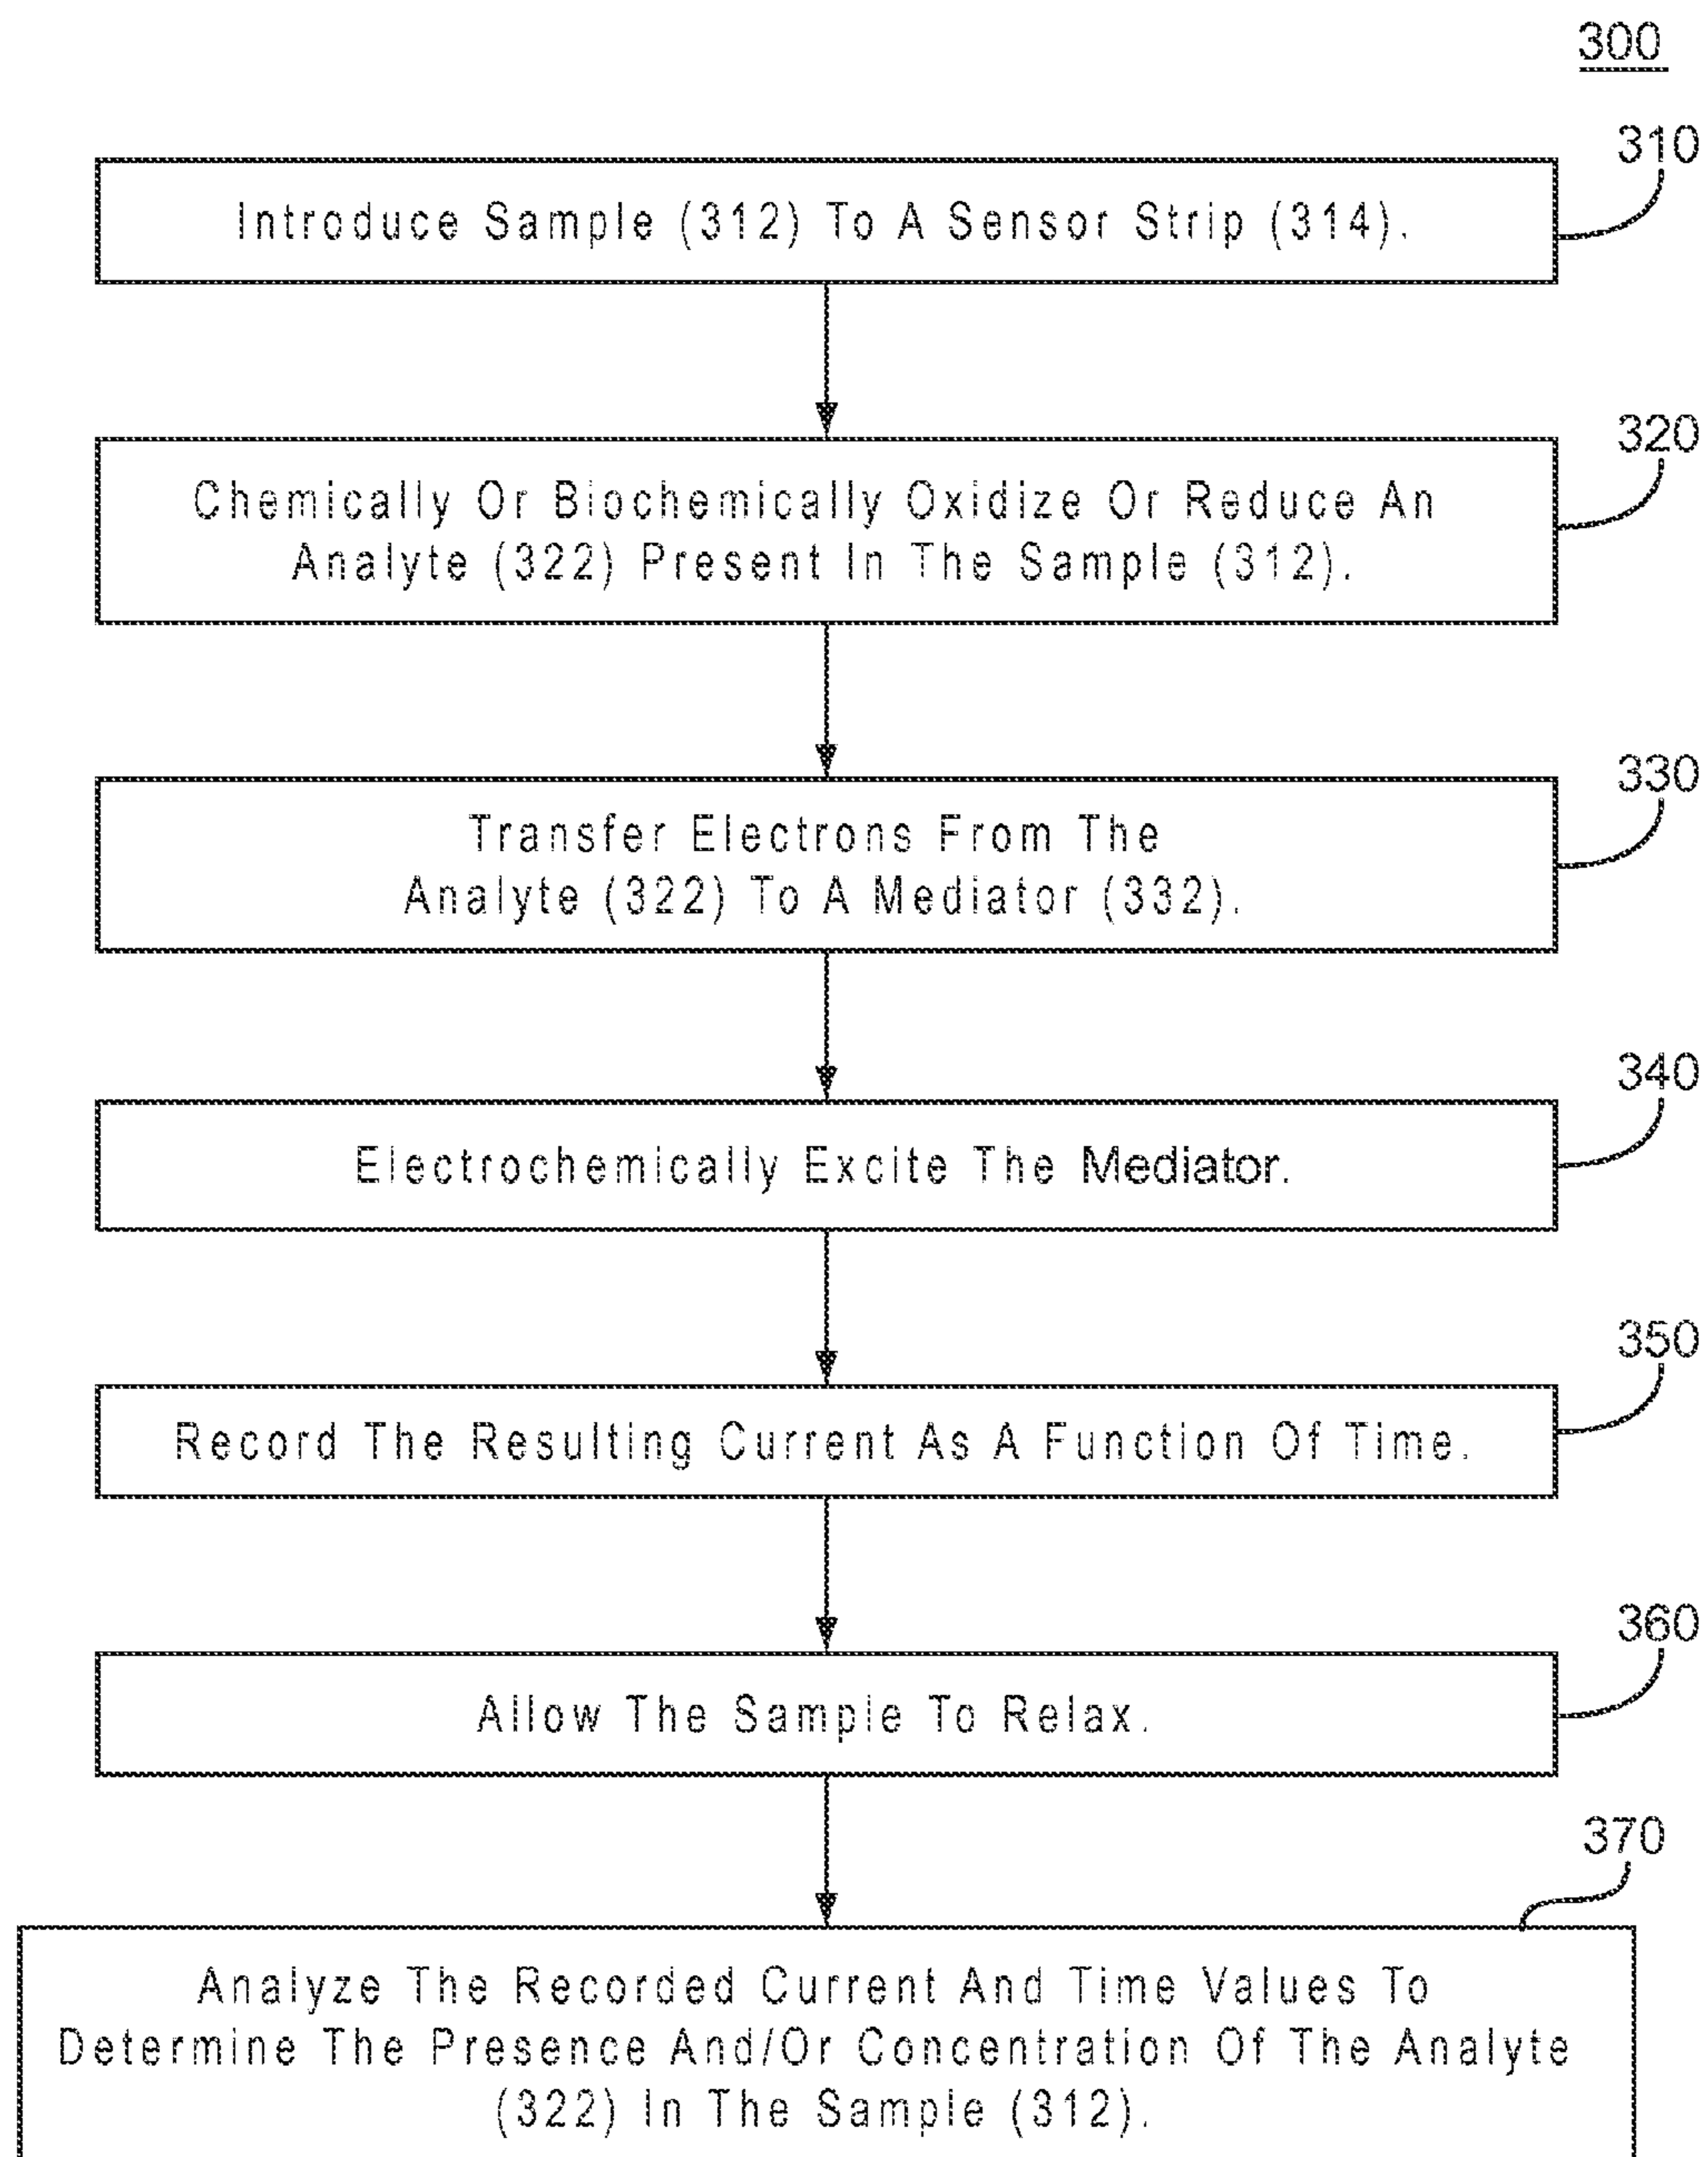 300
310
Introduce Sample (312) To A Sensor Strip (314).
320
Chemically Or Biochemically Oxidize Or Reduce An
Analyte (322) Present In The Sample (312).
330
Transfer Electrons From The
Analyte (322) To A Mediator (332).
340
Electrochemically Excite The Mediator.
350
Record The Resulting Current As A Function Of Time.
360
Allow The Sample To Relax.
370
Analyze The Recorded Current And Time Values To
Determine The Presence And/Or Concentration Of The Analyte
(322) In The Sample (312).